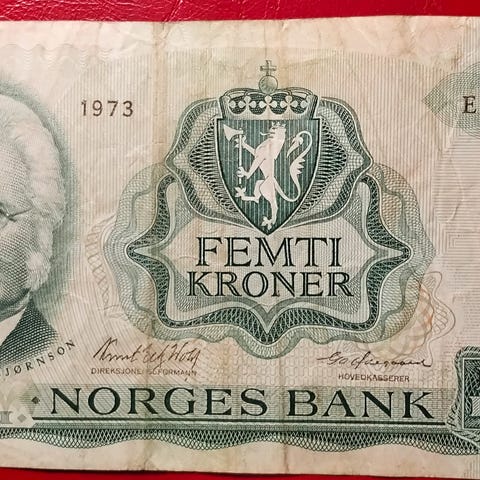 1973
E
FEMTI
KRONER
JØRNSON
DIREKSJONENS FORMANN
HOVEDKASSERER
NORGES BANK